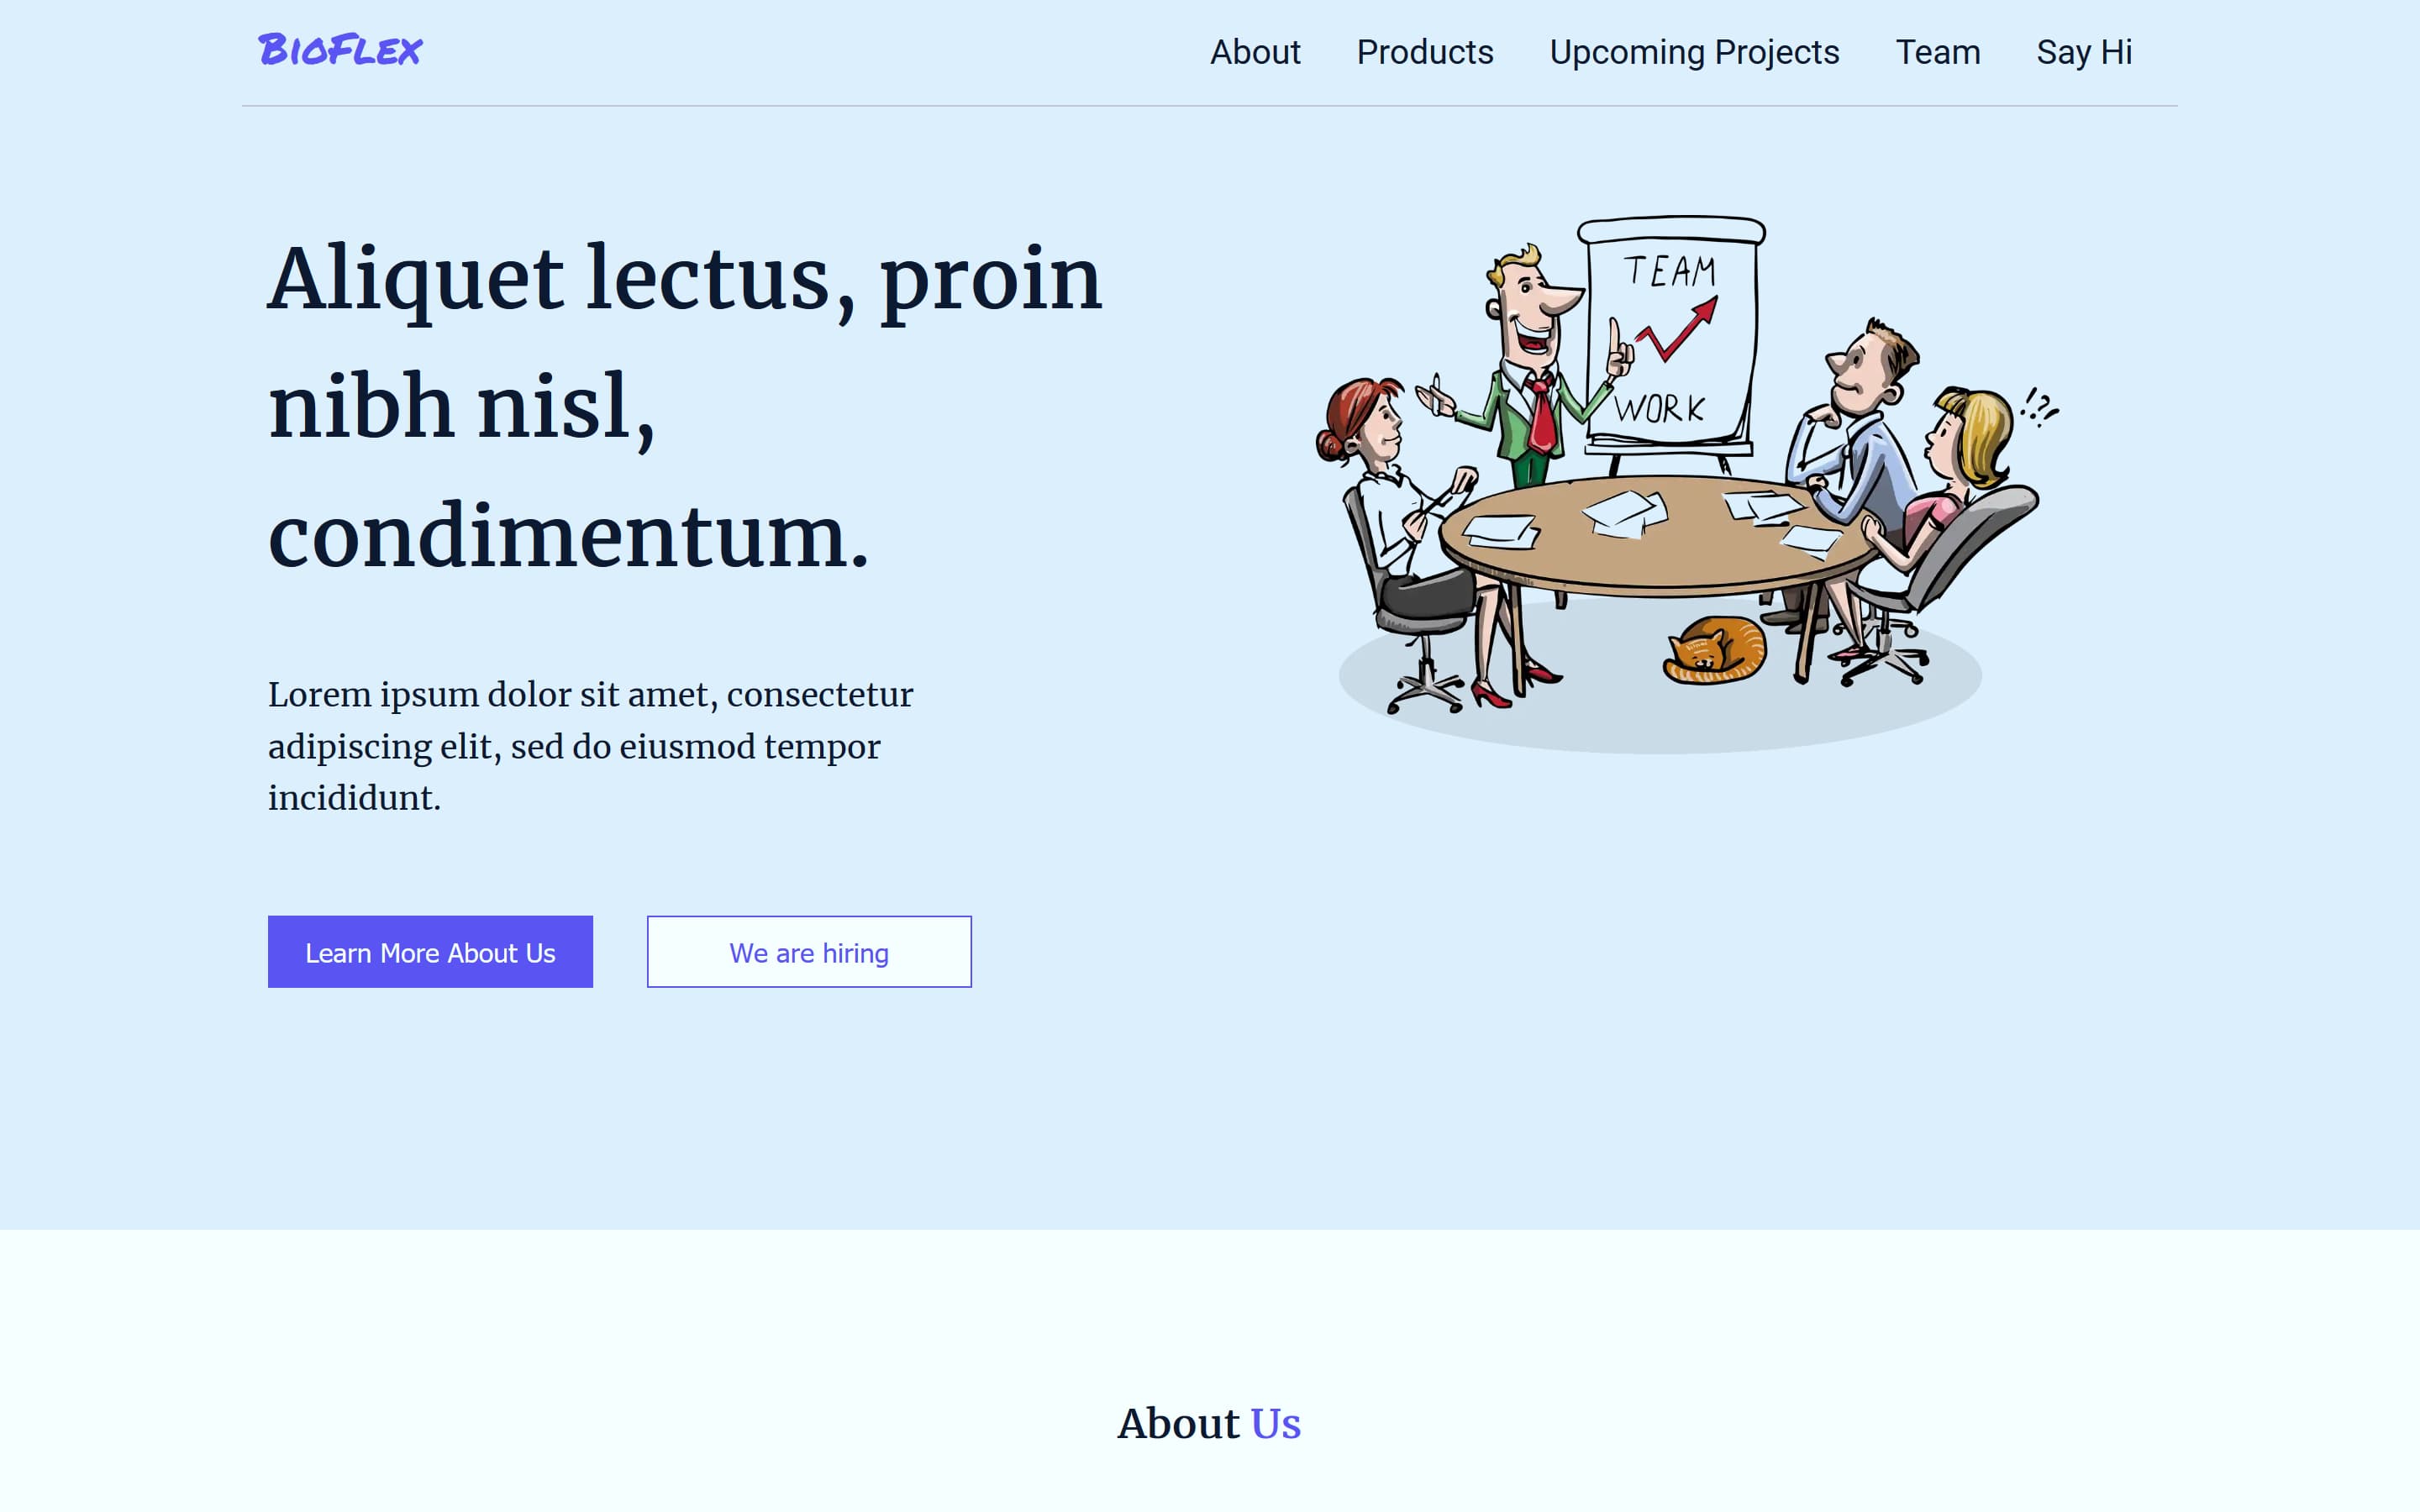 BioFlex
About Products Upcoming Projects Team Say Hi
Aliquet lectus, proin
nibh nisl,
condimentum.
TEAM
WORK
!?
Lorem ipsum dolor sit amet, consectetur
adipiscing elit, sed do eiusmod tempor
incididunt.
Learn More About Us
We are hiring
About Us